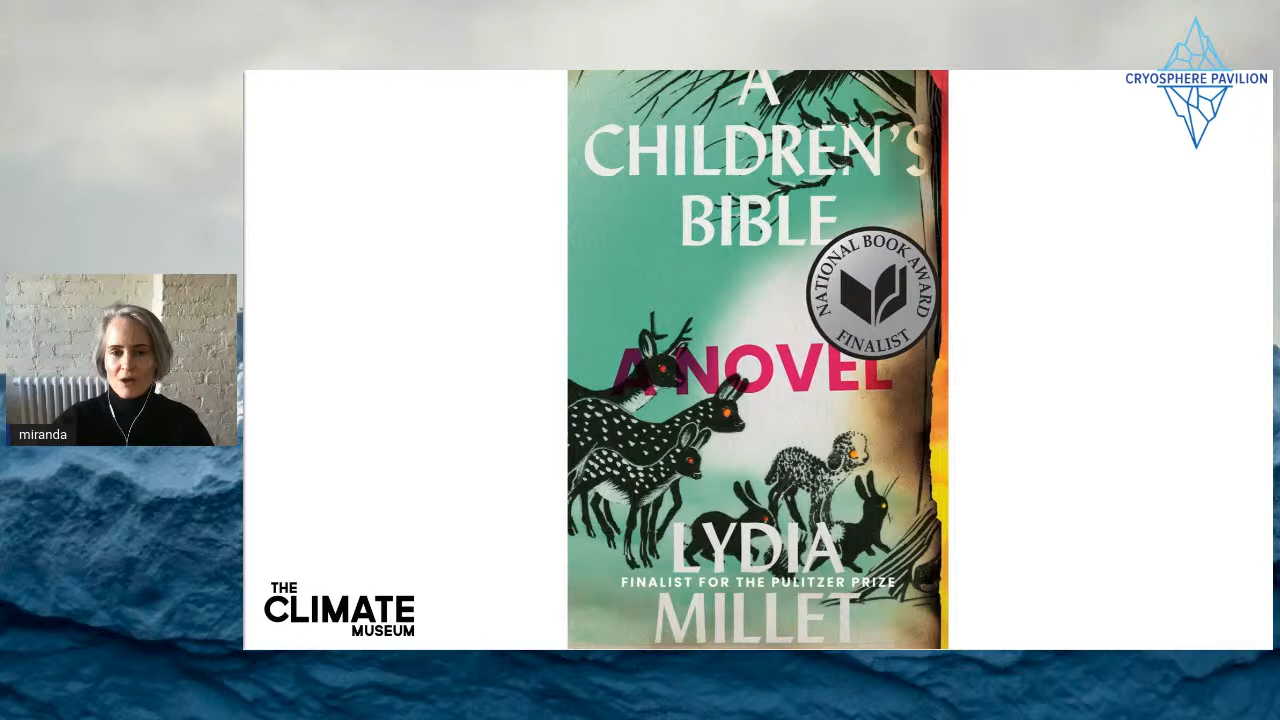 CRYOSPHERE PAVILION
A
CHILDREN'S
BIBLE
NATIONAL BOOK AWARD
FINALIST
A NOVEL
LYDIA
FINALIST FOR THE PULITZER PRIZE
MILLET
miranda
THE
CLIMATE
MUSEUM